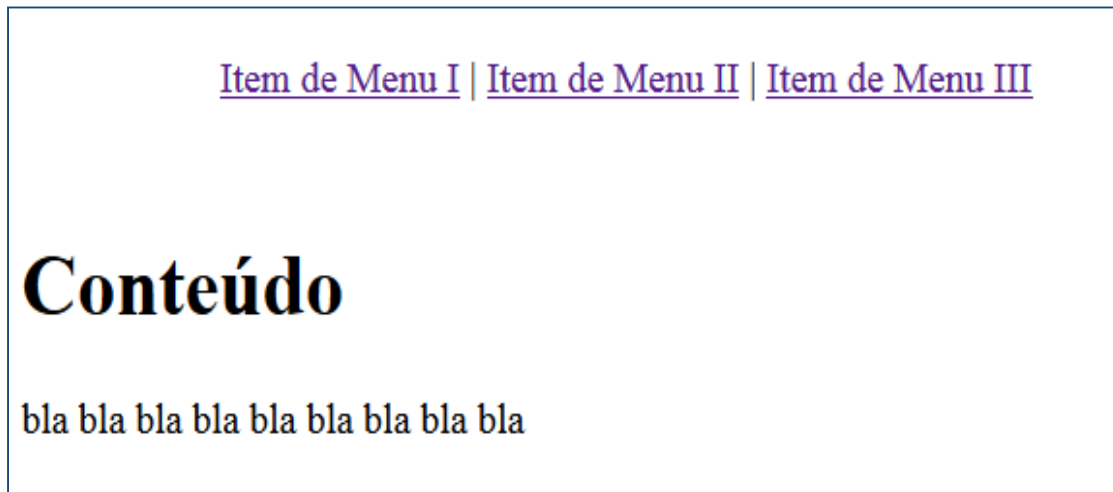 Item de Menu I | Item de Menu II | Item de Menu III
Conteúdo
bla bla bla bla bla bla bla bla bla